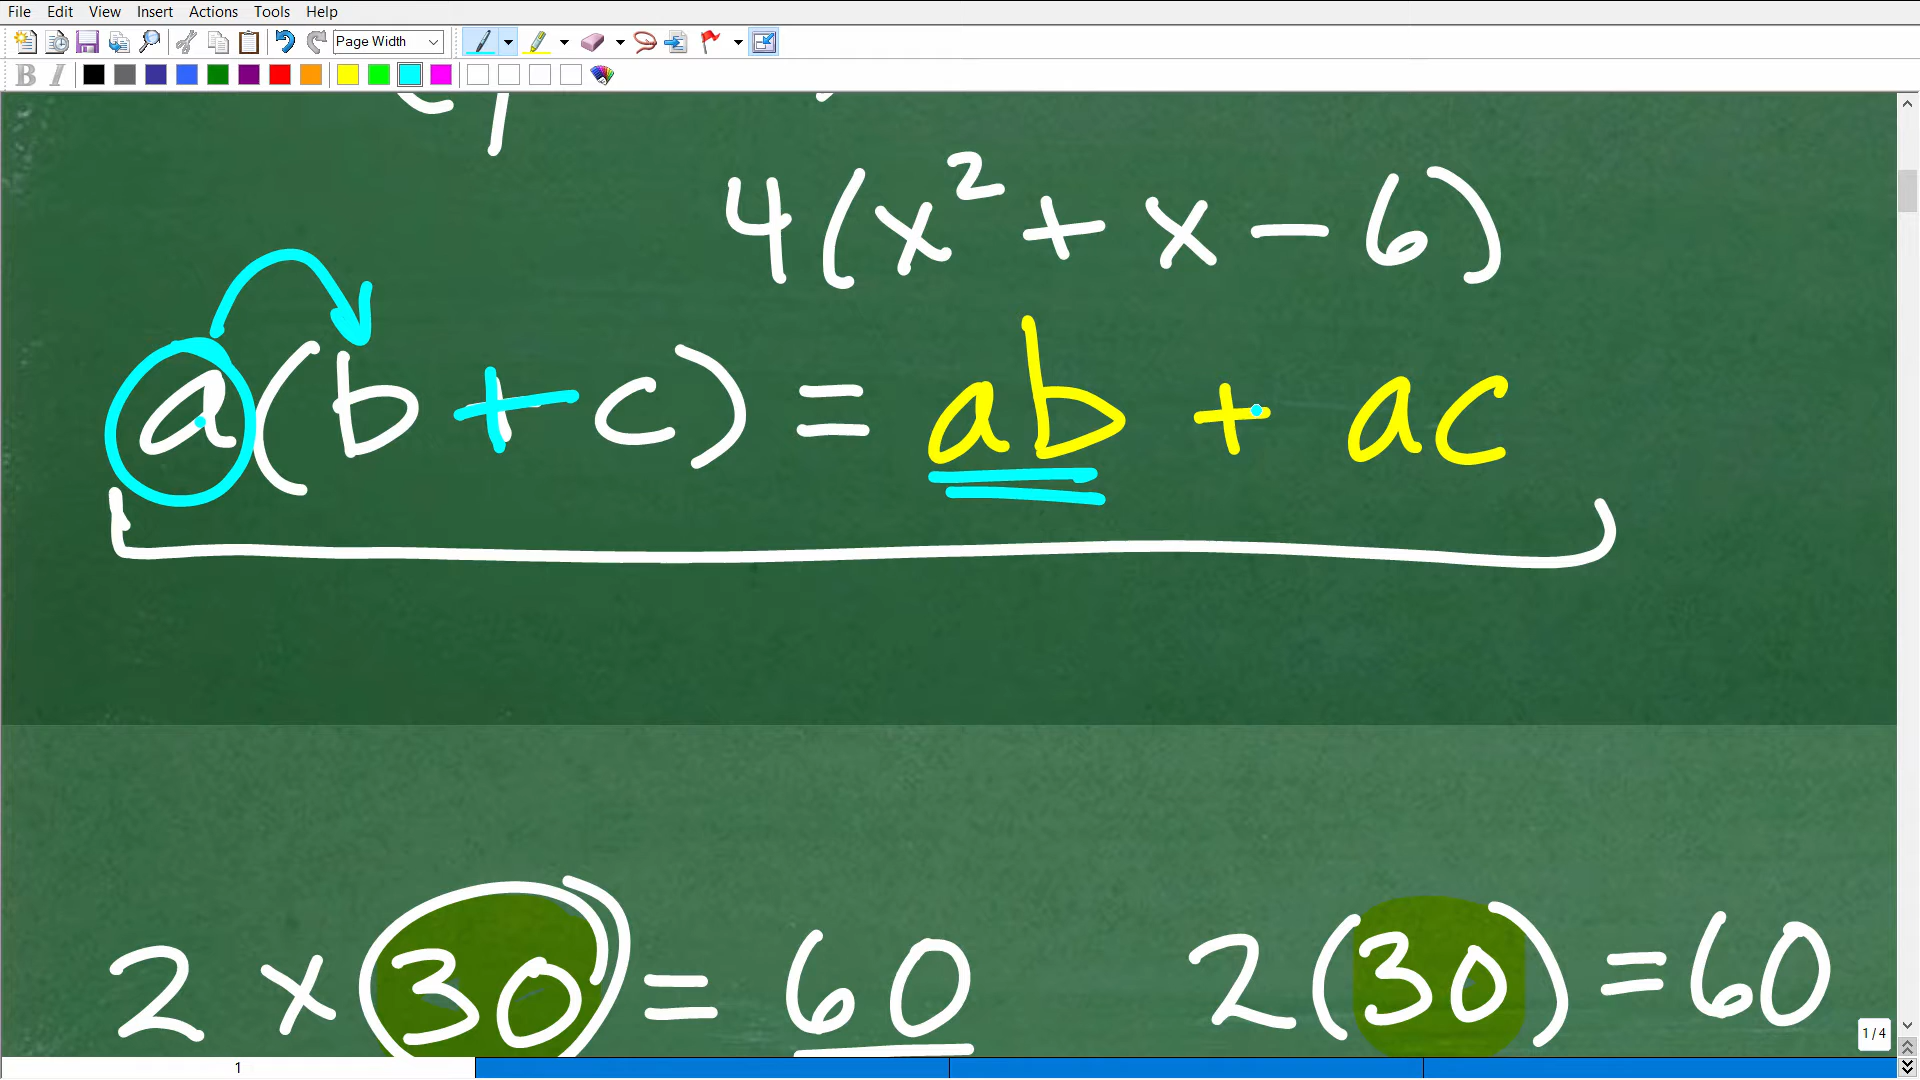 File Edit View Insert Actions Tools Help
Page Width
B I
4(x² + x - 6)
a(b + c) = ab + ac
2 x 30 = 60 2(30) = 60
1 / 4
1